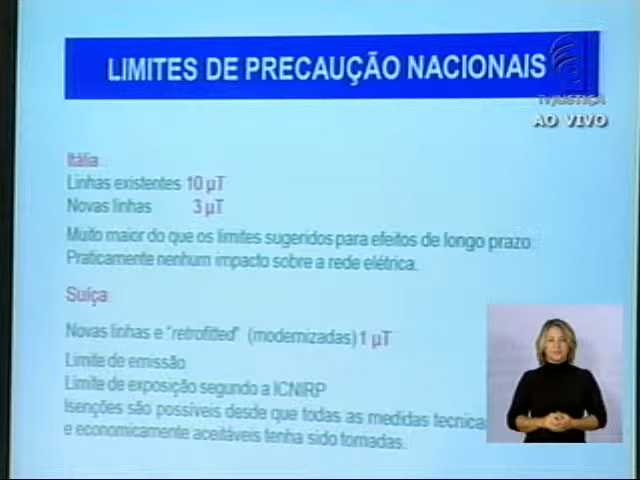 LIMITES DE PRECAUÇÃO NACIONAIS
TV JUSTIÇA
AO VIVO
Itália
Linhas existentes 10 µT
Novas linhas 3 µT
Muito maior do que os limites sugeridos para efeitos de longo prazo.
Praticamente nenhum impacto sobre a rede elétrica.
Suíça
Novas linhas e "retrofitted" (modernizadas) 1 µT
Limite de emissão
Limite de exposição segundo a ICNIRP
Isenções são possíveis desde que todas as medidas tecnica
e economicamente aceitáveis tenha sido tomadas.